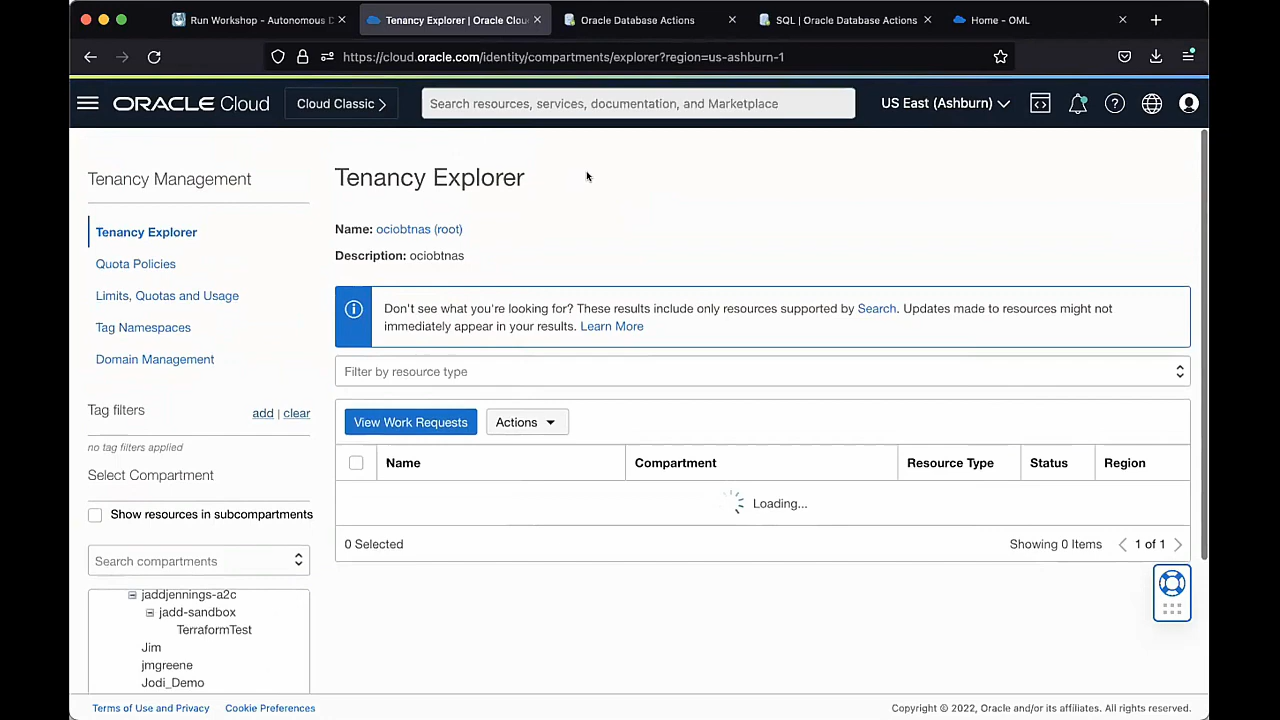 Run Workshop - Autonomous D
Tenancy Explorer | Oracle Clou
Oracle Database Actions
SQL | Oracle Database Actions
Home - OML
https://cloud.oracle.com/identity/compartments/explorer?region=us-ashburn-1
ORACLE Cloud
Cloud Classic
Search resources, services, documentation, and Marketplace
US East (Ashburn)
Tenancy Management
Tenancy Explorer
Quota Policies
Limits, Quotas and Usage
Tag Namespaces
Domain Management
Tag filters
add | clear
no tag filters applied
Select Compartment
Show resources in subcompartments
Search compartments
jaddjennings-a2c
jadd-sandbox
TerraformTest
Jim
jmgreene
Jodi_Demo
Tenancy Explorer
Name: ociobtnas (root)
Description: ociobtnas
Don't see what you're looking for? These results include only resources supported by Search. Updates made to resources might not
immediately appear in your results. Learn More
Filter by resource type
View Work Requests
Actions
Name
Compartment
Resource Type
Status
Region
Loading...
0 Selected
Showing 0 Items
1 of 1
Terms of Use and Privacy
Cookie Preferences
Copyright © 2022, Oracle and/or its affiliates. All rights reserved.